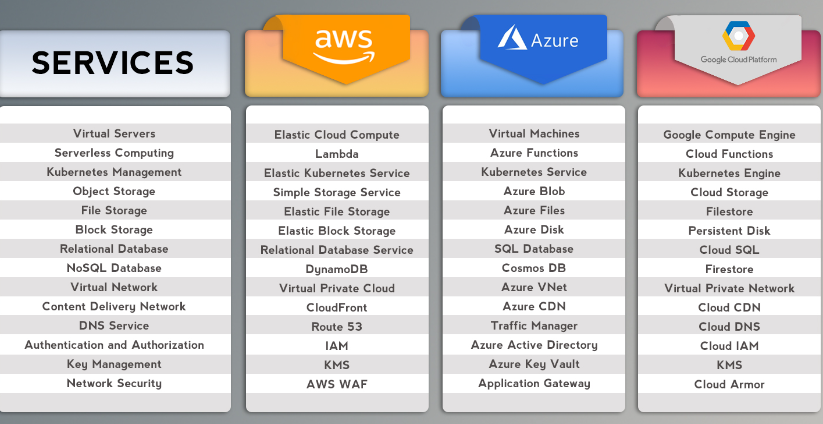 SERVICES aws Azure Google Cloud Platform
Virtual Servers Elastic Cloud Compute Virtual Machines Google Compute Engine
Serverless Computing Lambda Azure Functions Cloud Functions
Kubernetes Management Elastic Kubernetes Service Kubernetes Service Kubernetes Engine
Object Storage Simple Storage Service Azure Blob Cloud Storage
File Storage Elastic File Storage Azure Files Filestore
Block Storage Elastic Block Storage Azure Disk Persistent Disk
Relational Database Relational Database Service SQL Database Cloud SQL
NoSQL Database DynamoDB Cosmos DB Firestore
Virtual Network Virtual Private Cloud Azure VNet Virtual Private Network
Content Delivery Network CloudFront Azure CDN Cloud CDN
DNS Service Route 53 Traffic Manager Cloud DNS
Authentication and Authorization IAM Azure Active Directory Cloud IAM
Key Management KMS Azure Key Vault KMS
Network Security AWS WAF Application Gateway Cloud Armor